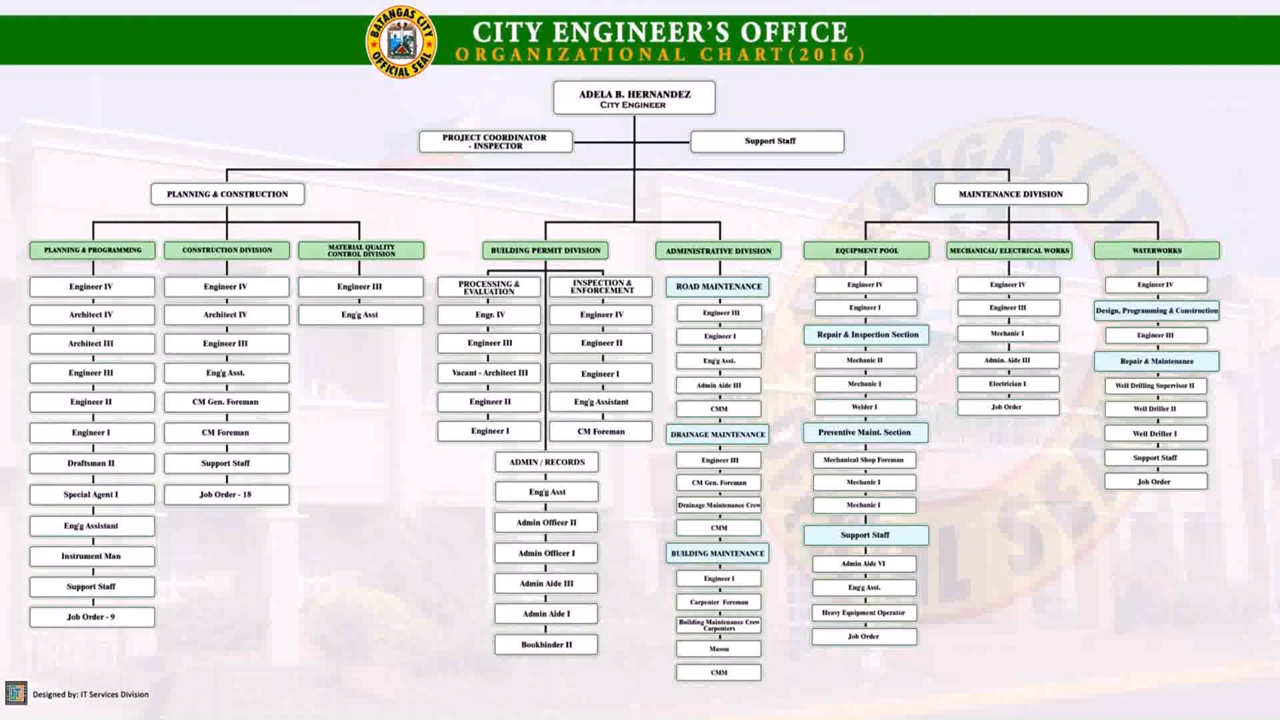 BATANGAS CITY
OFFICIAL SEAL
CITY ENGINEER'S OFFICE
ORGANIZATIONAL CHART (2016)
ADELA B. HERNANDEZ
CITY ENGINEER
PROJECT COORDINATOR
- INSPECTOR
Support Staff
PLANNING & CONSTRUCTION
MAINTENANCE DIVISION
PLANNING & PROGRAMMING
Engineer IV
Architect IV
Architect III
Engineer III
Engineer II
Engineer I
Draftsman II
Special Agent I
Eng'g Assistant
Instrument Man
Support Staff
Job Order - 9
CONSTRUCTION DIVISION
Engineer IV
Architect IV
Engineer III
Eng'g Asst.
CM Gen. Foreman
CM Foreman
Support Staff
Job Order - 18
MATERIAL QUALITY
CONTROL DIVISION
Engineer III
Eng'g Asst
BUILDING PERMIT DIVISION
PROCESSING &
EVALUATION
Engr. IV
Engineer III
Vacant - Architect III
Engineer II
Engineer I
INSPECTION &
ENFORCEMENT
Engineer IV
Engineer II
Engineer I
Eng'g Assistant
CM Foreman
ADMIN / RECORDS
Eng'g Asst
Admin Officer II
Admin Officer I
Admin Aide III
Admin Aide I
Bookbinder II
ADMINISTRATIVE DIVISION
ROAD MAINTENANCE
Engineer III
Engineer I
Eng'g Asst.
Admin Aide III
CMM
DRAINAGE MAINTENANCE
Engineer III
CM Gen. Foreman
Drainage Maintenance Crew
CMM
BUILDING MAINTENANCE
Engineer I
Carpenter Foreman
Building Maintenance Crew
Carpenters
Mason
CMM
EQUIPMENT POOL
Engineer IV
Engineer I
Repair & Inspection Section
Mechanic II
Mechanic I
Welder I
Preventive Maint. Section
Mechanical Shop Foreman
Mechanic I
Mechanic I
Support Staff
Admin Aide VI
Eng'g Asst.
Heavy Equipment Operator
Job Order
MECHANICAL/ ELECTRICAL WORKS
Engineer IV
Engineer III
Mechanic I
Admin. Aide III
Electrician I
Job Order
WATERWORKS
Engineer IV
Design, Programming & Construction
Engineer III
Repair & Maintenance
Well Drilling Supervisor II
Well Driller II
Well Driller I
Support Staff
Job Order
Designed by: IT Services Division